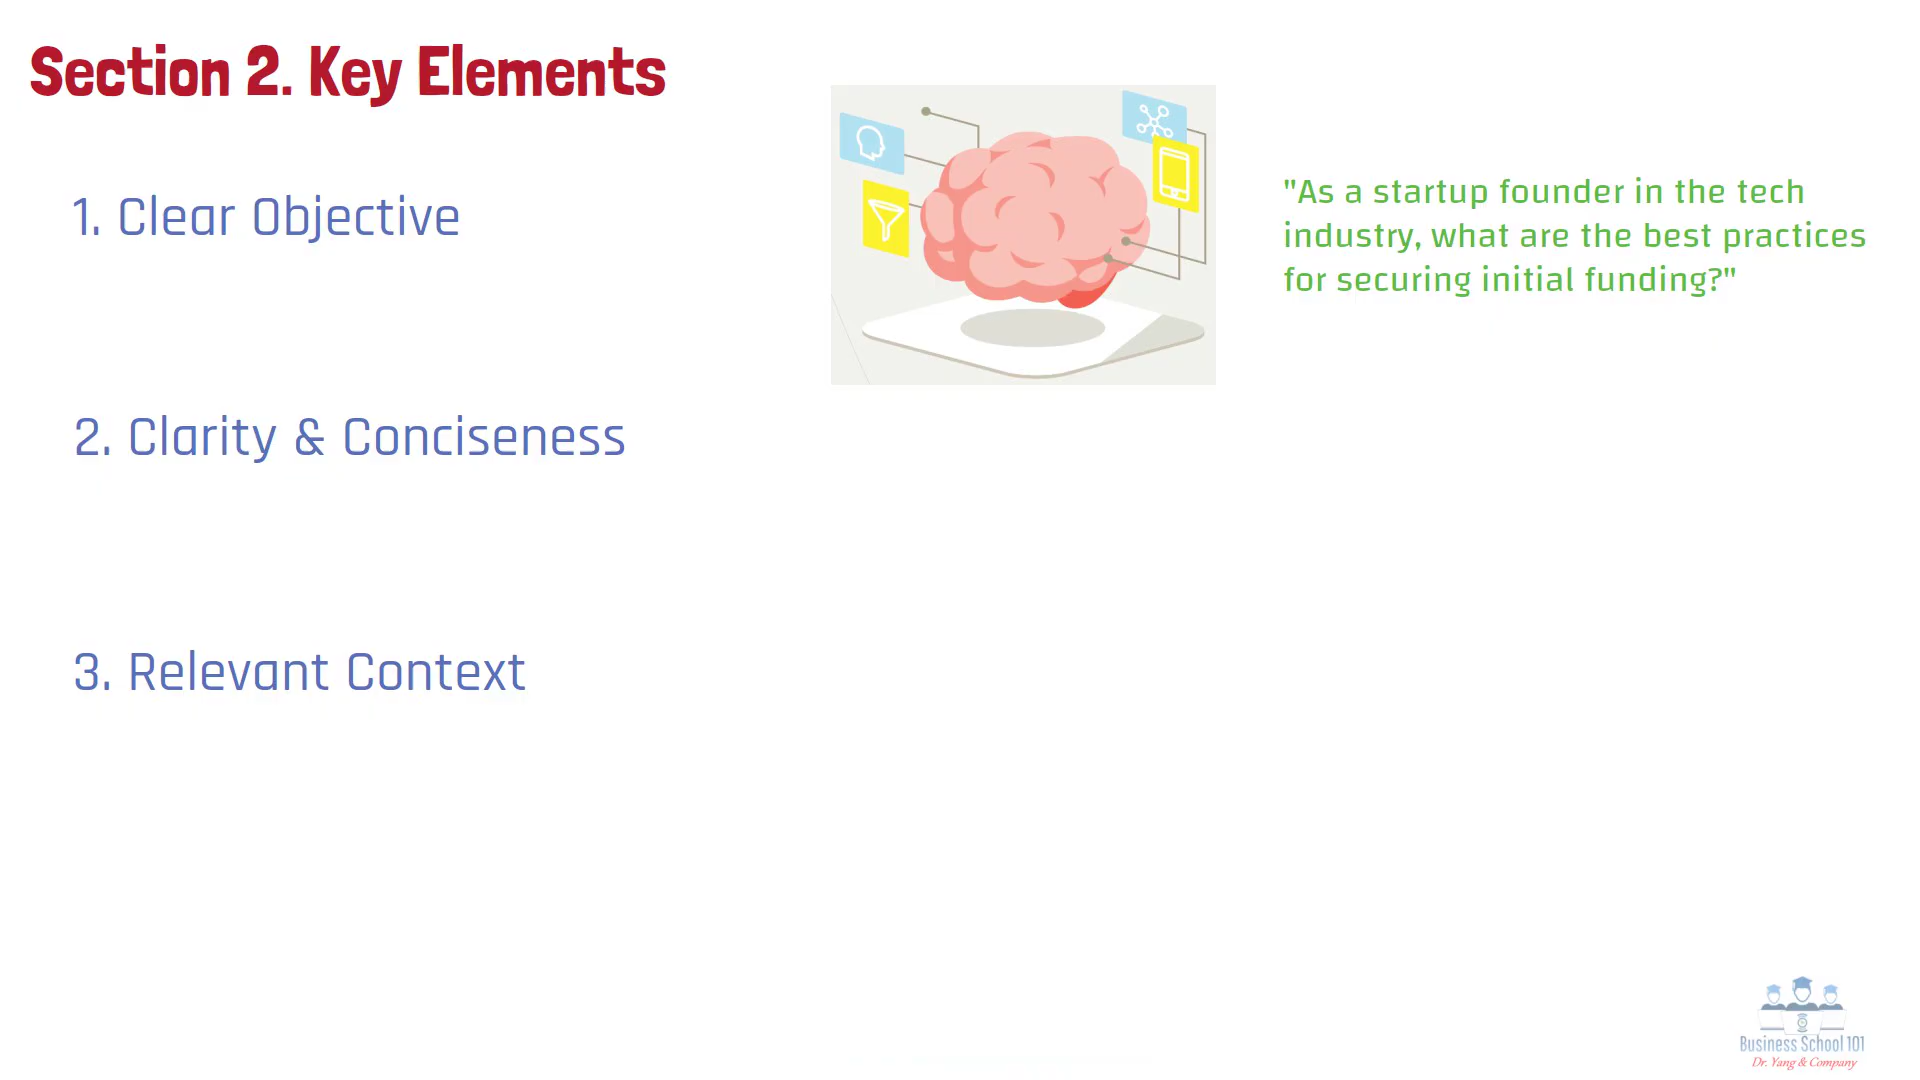 Section 2. Key Elements
1. Clear Objective
"As a startup founder in the tech
industry, what are the best practices
for securing initial funding?"
2. Clarity & Conciseness
3. Relevant Context
Business School 101
Dr. Yang & Company